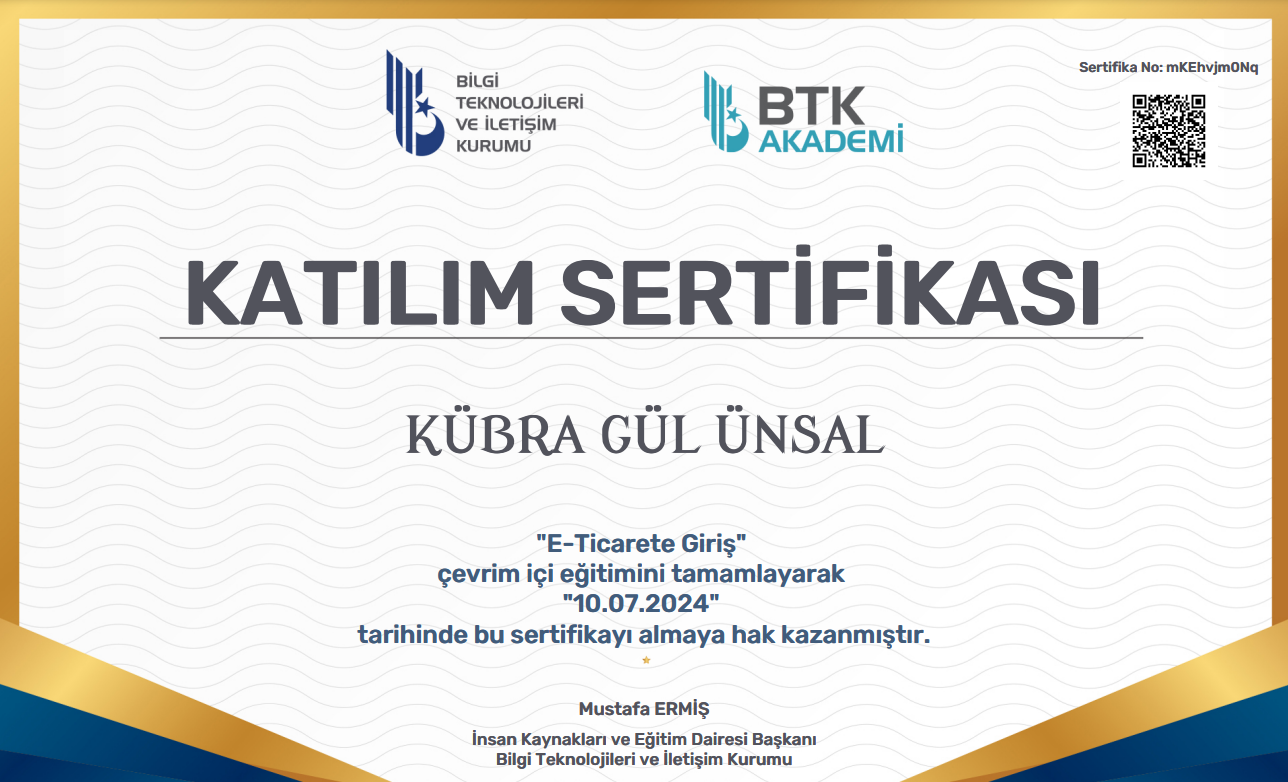 BİLGİ
TEKNOLOJİLERİ
VE İLETİŞİM
KURUMU
BTK
AKADEMİ
Sertifika No: mKEhvjm0Nq
KATILIM SERTİFİKASI
KÜBRA GÜL ÜNSAL
"E-Ticarete Giriş"
çevrim içi eğitimini tamamlayarak
"10.07.2024"
tarihinde bu sertifikayı almaya hak kazanmıştır.
Mustafa ERMİŞ
İnsan Kaynakları ve Eğitim Dairesi Başkanı
Bilgi Teknolojileri ve İletişim Kurumu